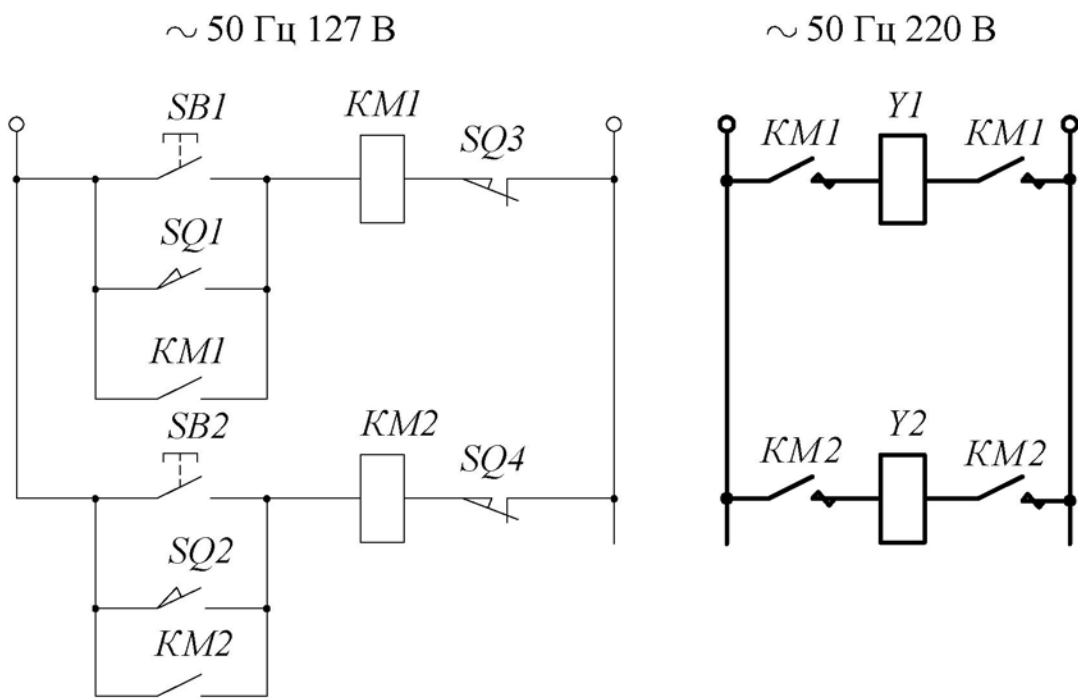 ~ 50 Гц 127 В
~ 50 Гц 220 В
SB1
KM1
SQ3
SQ1
KM1
SB2
KM2
SQ4
SQ2
KM2
KM1
Y1
KM1
KM2
Y2
KM2